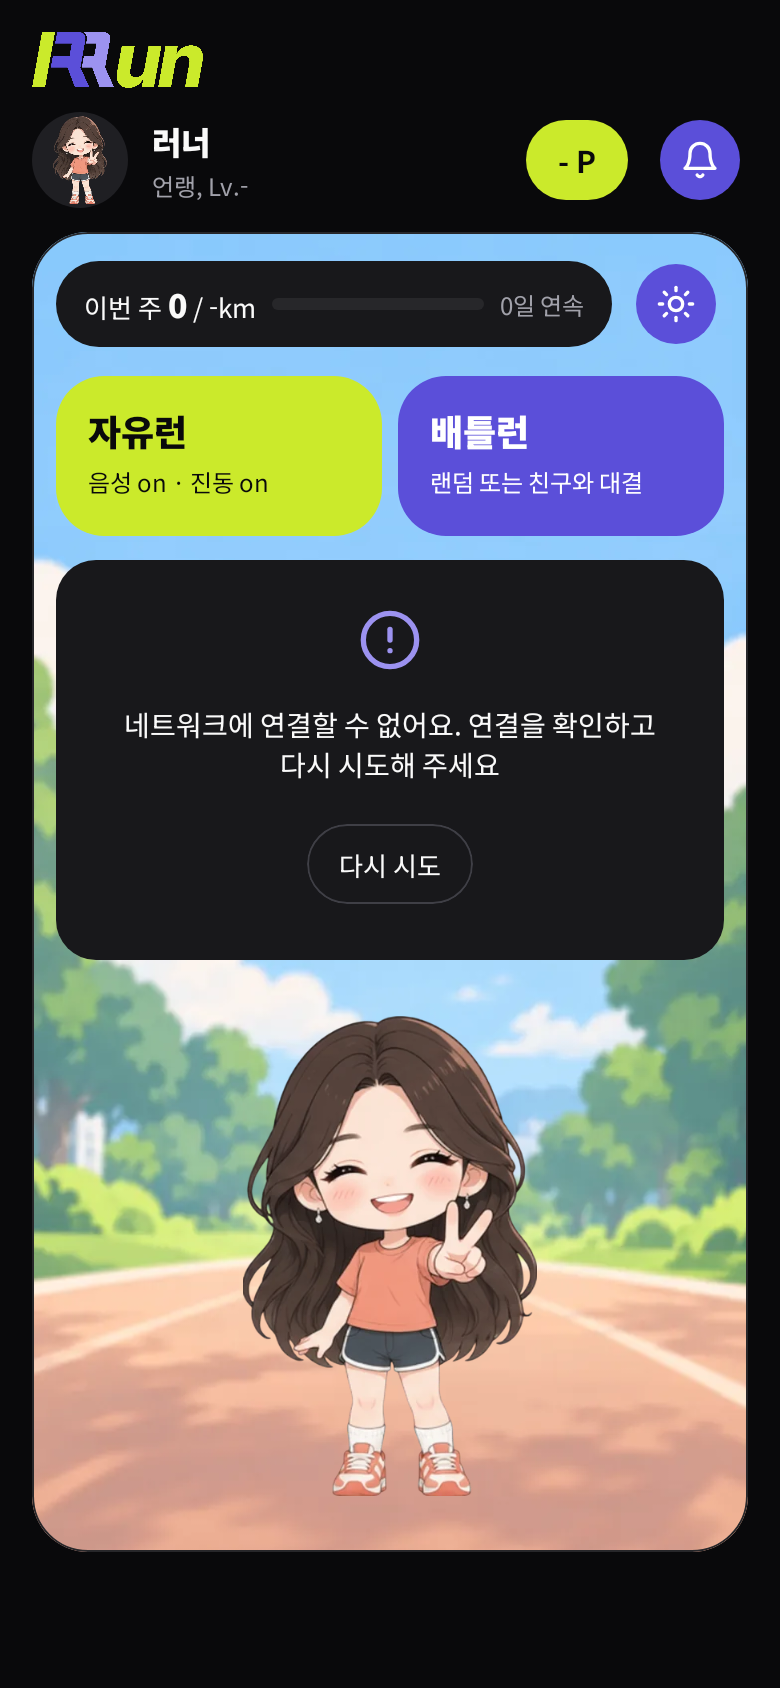 RRun
러너
언랭, Lv.-
- P
이번 주 0 / -km
0일 연속
자유런
음성 on · 진동 on
배틀런
랜덤 또는 친구와 대결
네트워크에 연결할 수 없어요. 연결을 확인하고
다시 시도해 주세요
다시 시도